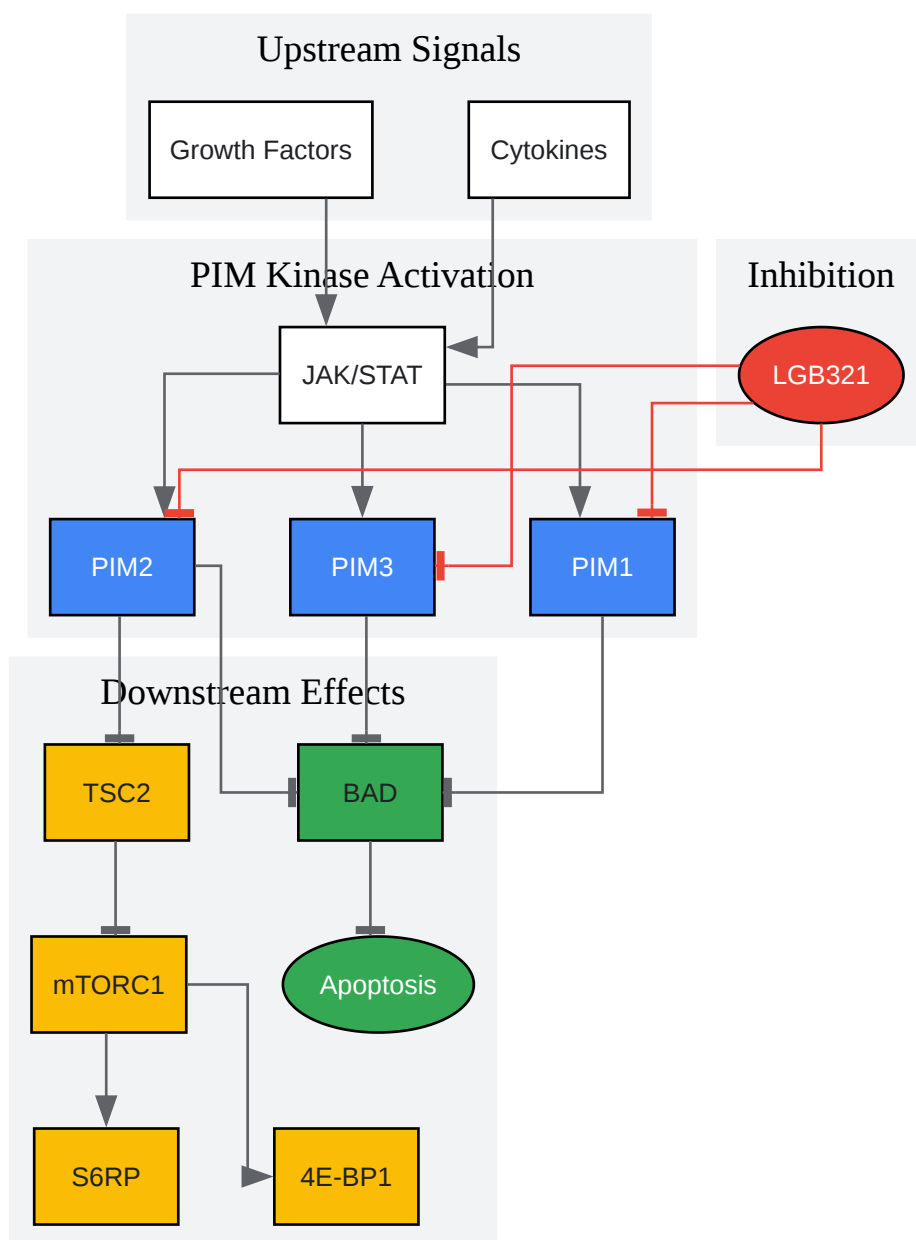 Upstream Signals
Growth Factors
Cytokines
PIM Kinase Activation
Inhibition
JAK/STAT
LGB321
PIM2
PIM3
PIM1
Downstream Effects
TSC2
BAD
mTORC1
Apoptosis
S6RP
4E-BP1